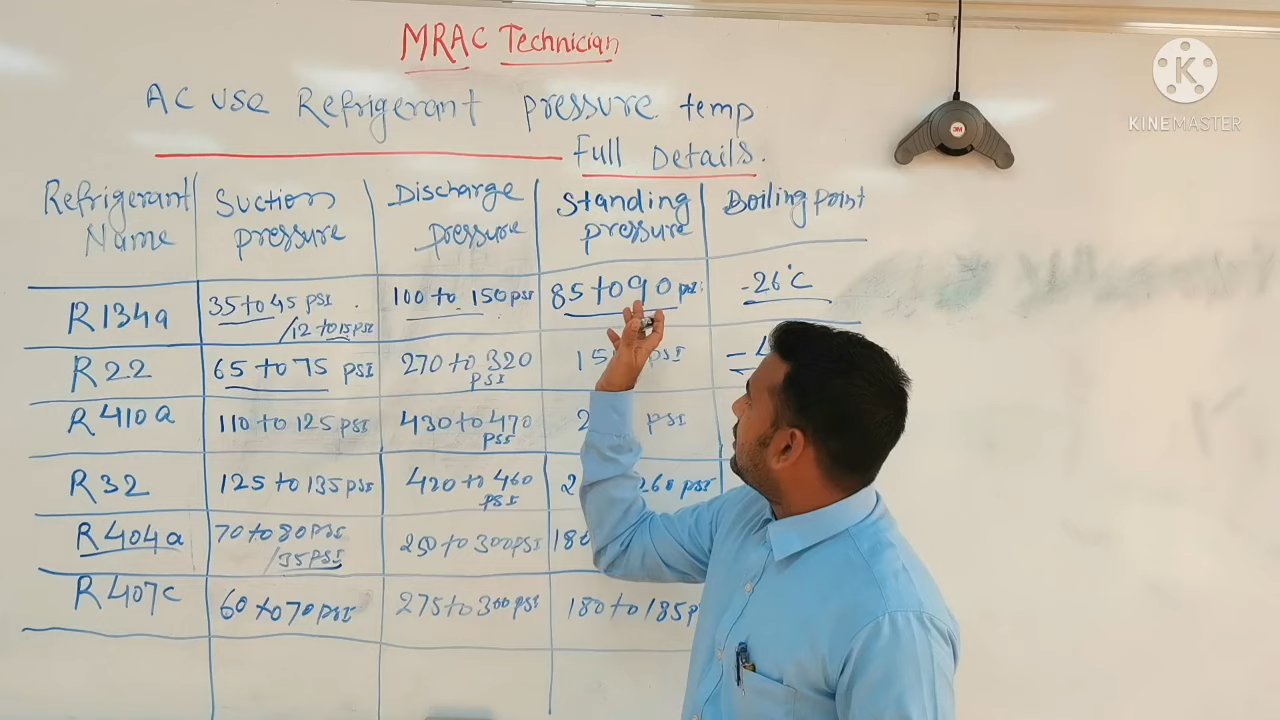 MRAC Technician
AC USE Refrigerant pressure temp
Full Details.
Refrigerant Name
Suction pressure
Discharge pressure
Standing pressure
Boiling point
R134a
35 to 45 PSI
/12 to 15 PSI
100 to 150 PSI
85 to 90 PSI
-26°C
R22
65 to 75 PSI
270 to 320 PSI
PSI
R410a
110 to 125 PSI
430 to 470 PSI
PSI
R32
125 to 135 PSI
420 to 460 PSI
260 PSI
R404a
70 to 80 PSI
/35 PSI
to 300 PSI
180
R407c
60 to 70 PSI
275 to 300 PSI
180 to 185
3M
K
KINEMASTER